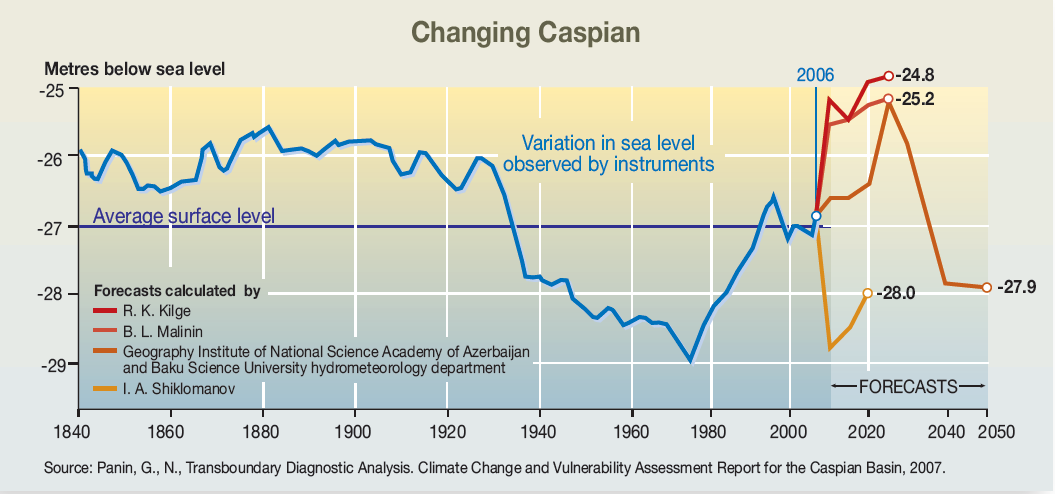 Changing Caspian
Metres below sea level
2006
-24.8
-25
-25.2
Variation in sea level
observed by instruments
-26
Average surface level
-27
Forecasts calculated by
R. K. Kilge
B. L. Malinin
Geography Institute of National Science Academy of Azerbaijan
and Baku Science University hydrometeorology department
I. A. Shiklomanov
-28
-28.0
-27.9
-29
FORECASTS
1840 1860 1880 1900 1920 1940 1960 1980 2000 2020 2040 2050
Source: Panin, G., N., Transboundary Diagnostic Analysis. Climate Change and Vulnerability Assessment Report for the Caspian Basin, 2007.